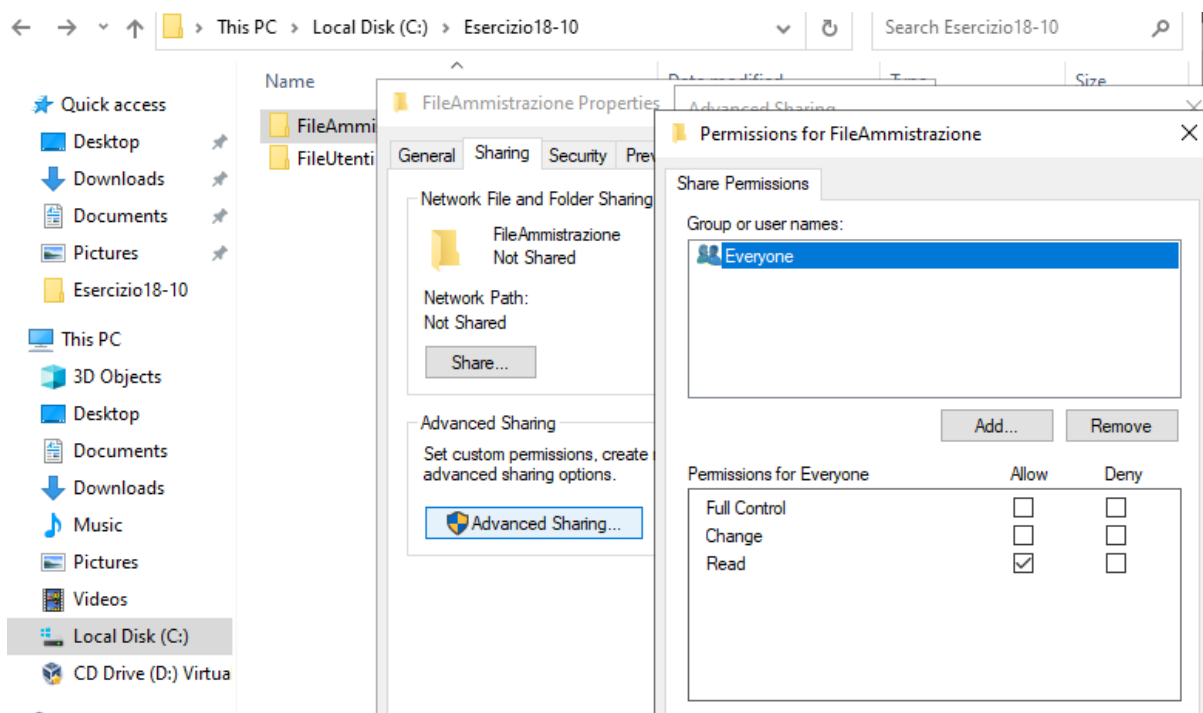 This PC > Local Disk (C:) > Esercizio18-10
Search Esercizio18-10
Name
Date modified
Size
Quick access
Desktop
Downloads
Documents
Pictures
Esercizio18-10
This PC
3D Objects
Desktop
Documents
Downloads
Music
Pictures
Videos
Local Disk (C:)
CD Drive (D:) Virtua
FileAmmi
FileUtenti
FileAmmistrazione Properties
General
Sharing
Security
Prev
Network File and Folder Sharing
FileAmmistrazione
Not Shared
Network Path:
Not Shared
Share...
Advanced Sharing
Set custom permissions, create
advanced sharing options.
Advanced Sharing...
Advanced Sharing
Permissions for FileAmmistrazione
Share Permissions
Group or user names:
Everyone
Add...
Remove
Permissions for Everyone
Allow
Deny
Full Control
Change
Read